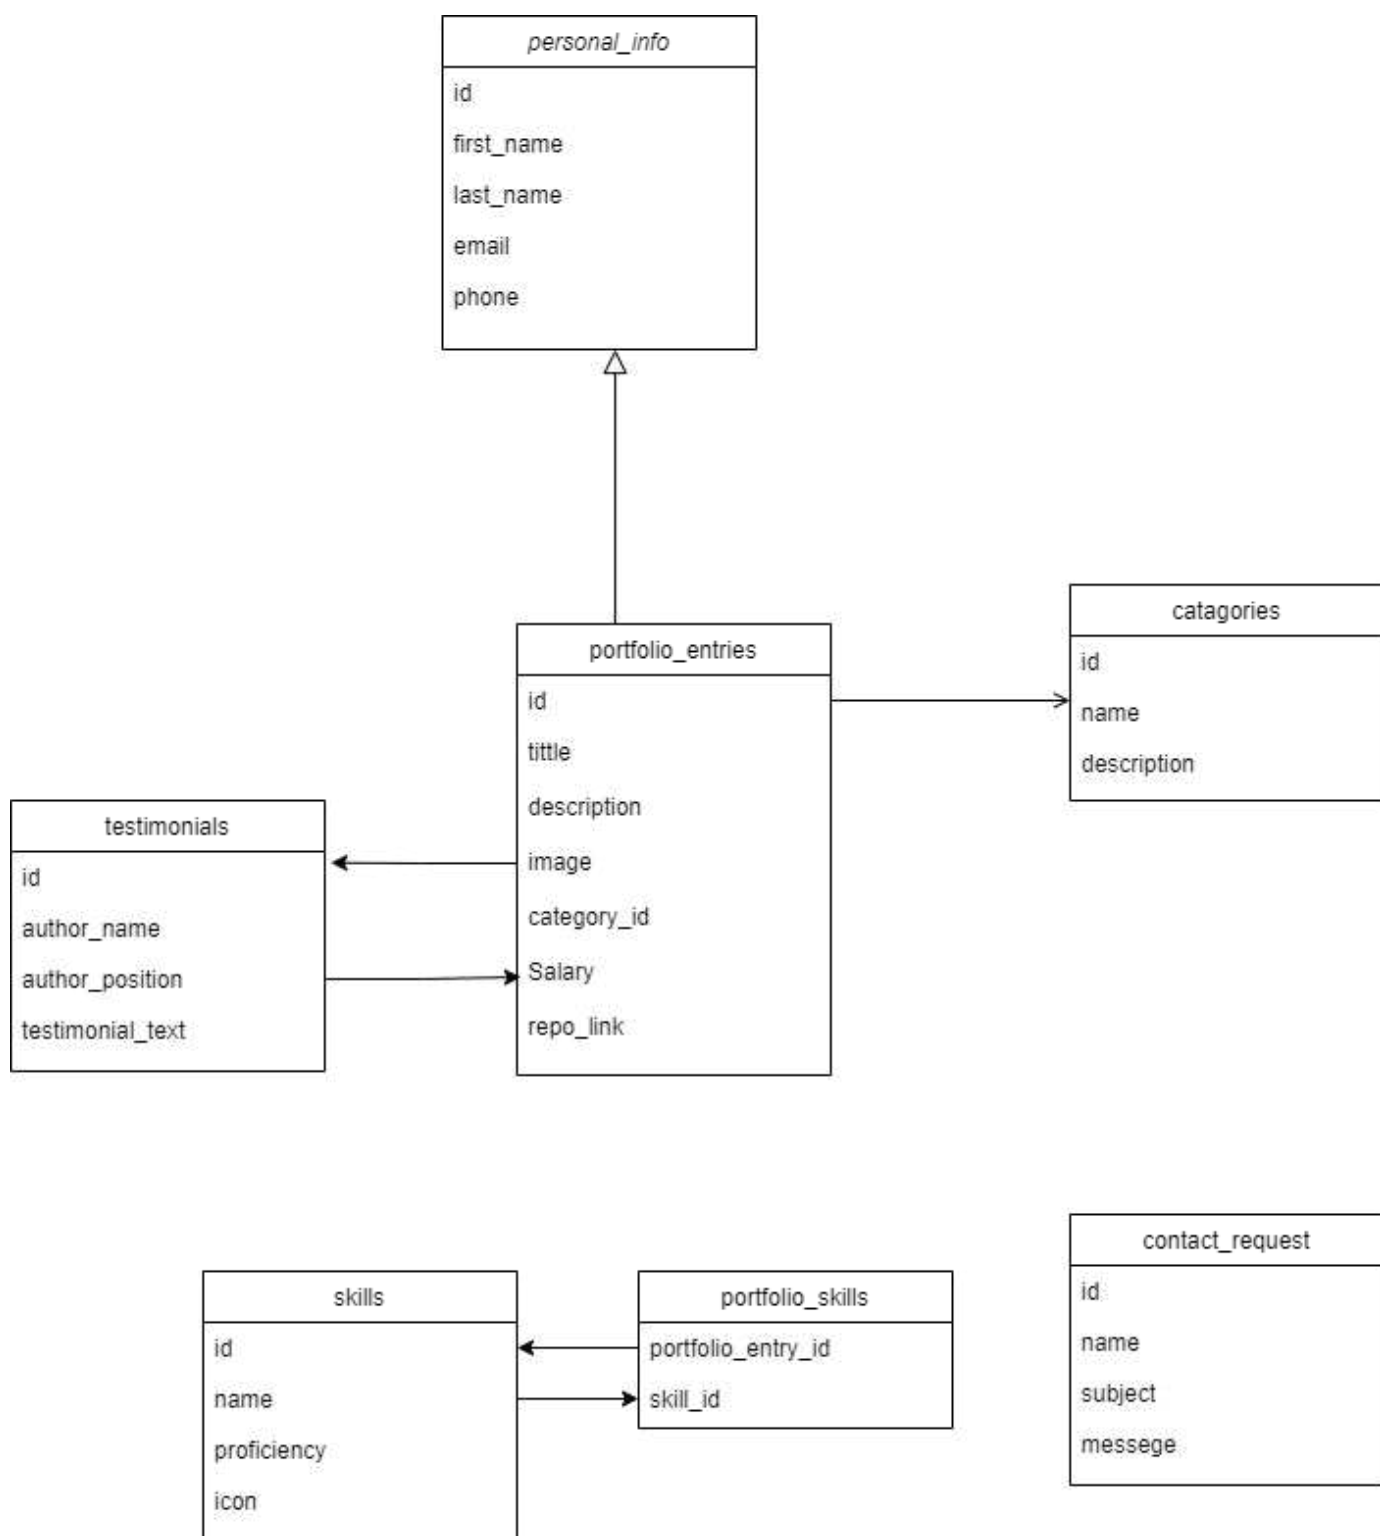 personal_info
id
first_name
last_name
email
phone
portfolio_entries
id
tittle
description
image
category_id
Salary
repo_link
catagories
id
name
description
testimonials
id
author_name
author_position
testimonial_text
skills
id
name
proficiency
icon
portfolio_skills
portfolio_entry_id
skill_id
contact_request
id
name
subject
messege